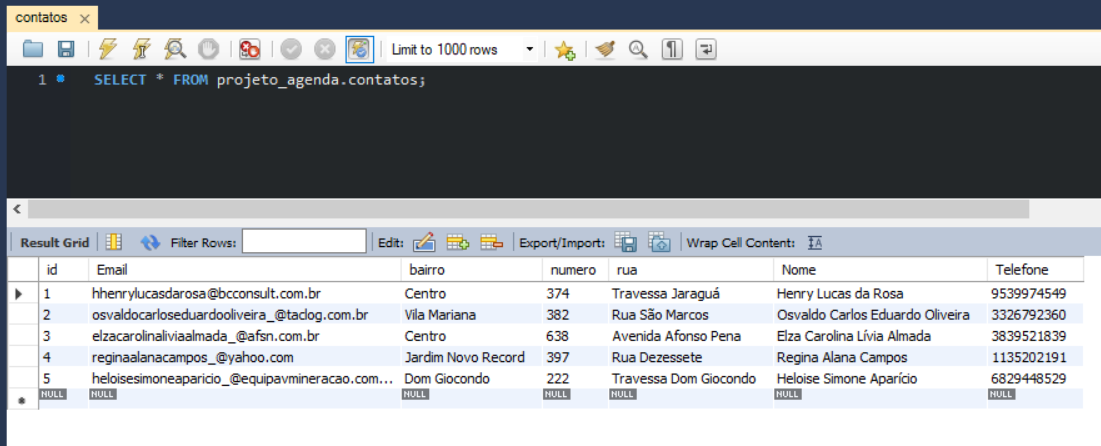 contatos
Limit to 1000 rows
1 SELECT * FROM projeto_agenda.contatos;
Result Grid Filter Rows: Edit: Export/Import: Wrap Cell Content: IA
id Email bairro numero rua Nome Telefone
1 hhenrylucasdarosa@bcconsult.com.br Centro 374 Travessa Jaraguá Henry Lucas da Rosa 9539974549
2 osvaldocarloseduardooliveira_@taclog.com.br Vila Mariana 382 Rua São Marcos Osvaldo Carlos Eduardo Oliveira 3326792360
3 elzacarolinaliviaalmada_@afsn.com.br Centro 638 Avenida Afonso Pena Elza Carolina Lívia Almada 3839521839
4 reginaalanacampos_@yahoo.com Jardim Novo Record 397 Rua Dezessete Regina Alana Campos 1135202191
5 heloisesimoneaparicio_@equipavmineracao.com... Dom Giocondo 222 Travessa Dom Giocondo Heloise Simone Aparício 6829448529
NULL NULL NULL NULL NULL NULL NULL